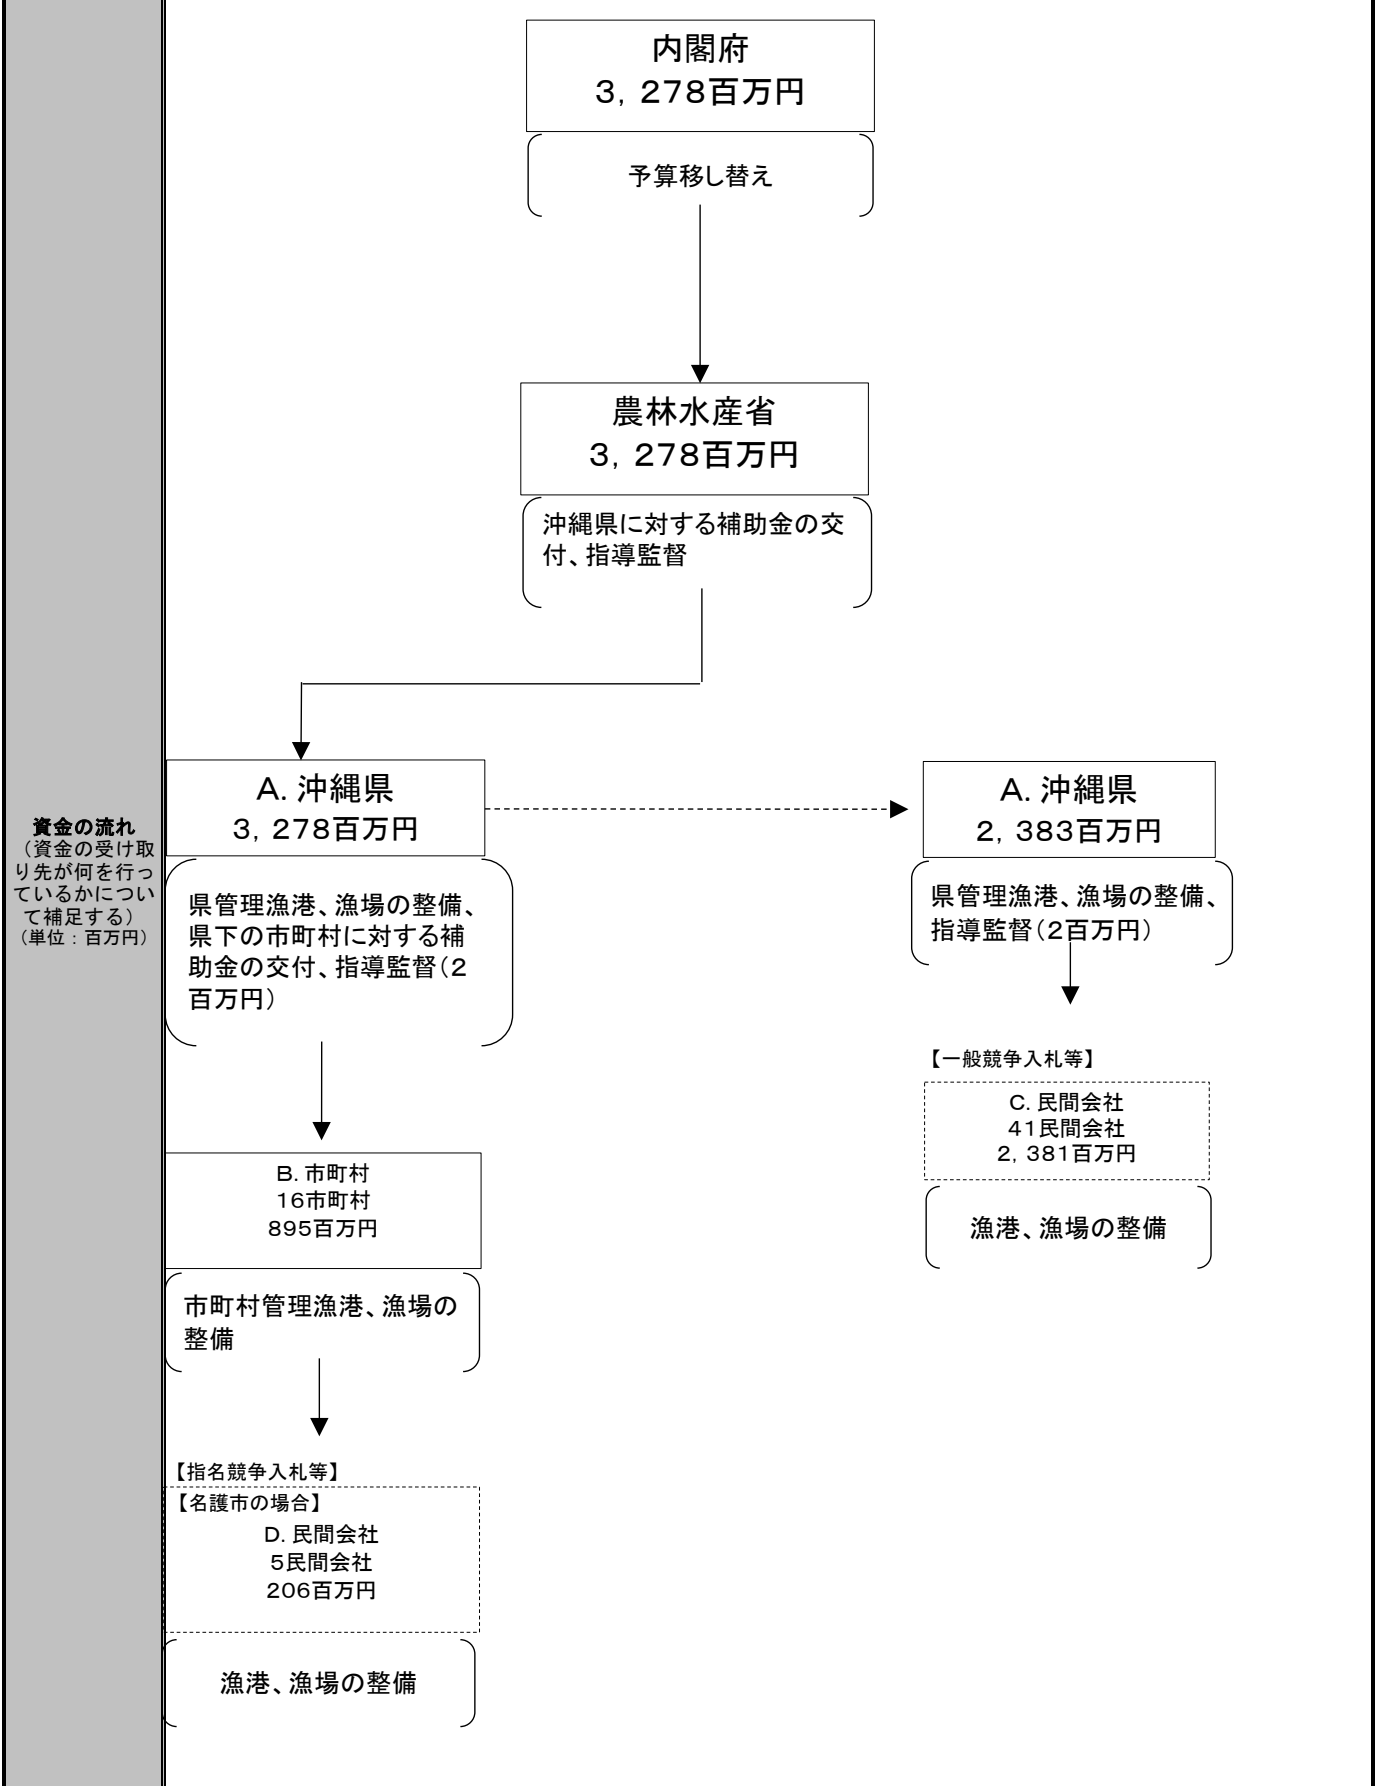 内閣府
3，278百万円
予算移し替え
農林水産省
3，278百万円
沖縄県に対する補助金の交
付、指導監督
資金の流れ
（資金の受け取
り先が何を行っ
ているかについ
て補足する）
（単位：百万円）
A. 沖縄県
3，278百万円
県管理漁港、漁場の整備、
県下の市町村に対する補
助金の交付、指導監督（2
百万円）
A. 沖縄県
2，383百万円
県管理漁港、漁場の整備、
指導監督（2百万円）
【一般競争入札等】
C. 民間会社
41民間会社
2，381百万円
漁港、漁場の整備
B. 市町村
16市町村
895百万円
市町村管理漁港、漁場の
整備
【指名競争入札等】
【名護市の場合】
D. 民間会社
5民間会社
206百万円
漁港、漁場の整備